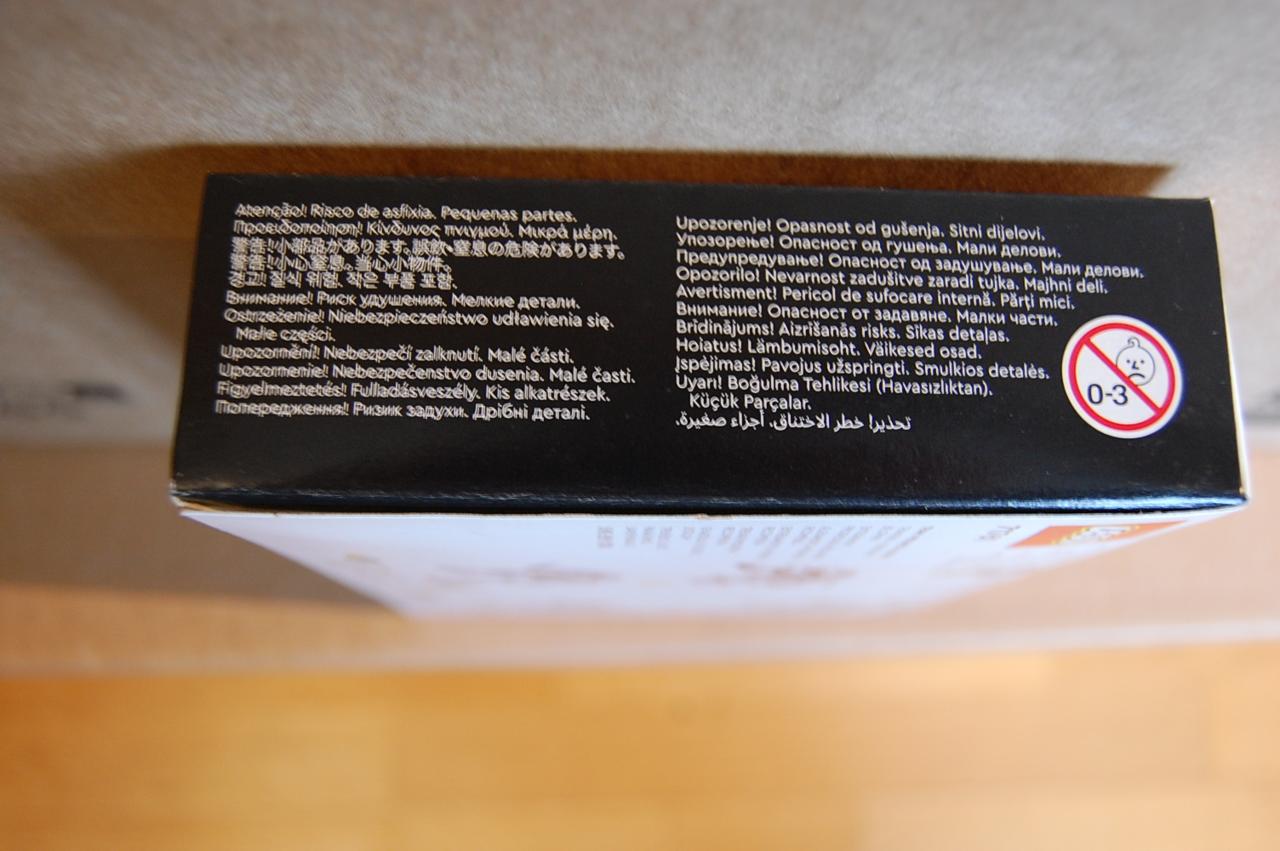 Atenção! Risco de asfixia. Pequenas partes.
Προειδοποίηση! Κίνδυνος πνιγμού. Μικρά μέρη.
警告!小部品があります。誤飲・窒息の危険があります。
警告!小心窒息。当心小物件。
경고! 질식 위험. 작은 부품 포함.
Внимание! Риск удушения. Мелкие детали.
Ostrzeżenie! Niebezpieczeństwo udławienia się.
Małe części.
Upozornění! Nebezpečí zalknutí. Malé části.
Upozornenie! Nebezpečenstvo dusenia. Malé časti.
Figyelmeztetés! Fulladásveszély. Kis alkatrészek.
Попередження! Ризик задухи. Дрібні деталі.
Upozorenje! Opasnost od gušenja. Sitni dijelovi.
Упозорење! Опасност од гушења. Мали делови.
Предупредување! Опасност од задушување. Мали делови.
Opozorilo! Nevarnost zadušitve zaradi tujka. Majhni deli.
Avertisment! Pericol de sufocare internă. Părți mici.
Внимание! Опасност от задавяне. Малки части.
Brīdinājums! Aizrīšanās risks. Sīkas detaļas.
Hoiatus! Lämbumisoht. Väikesed osad.
Įspėjimas! Pavojus užspringti. Smulkios detalės.
Uyarı! Boğulma Tehlikesi (Havasızlıktan).
Küçük Parçalar.
تحذير! خطر الاختناق. أجزاء صغيرة.
0-3